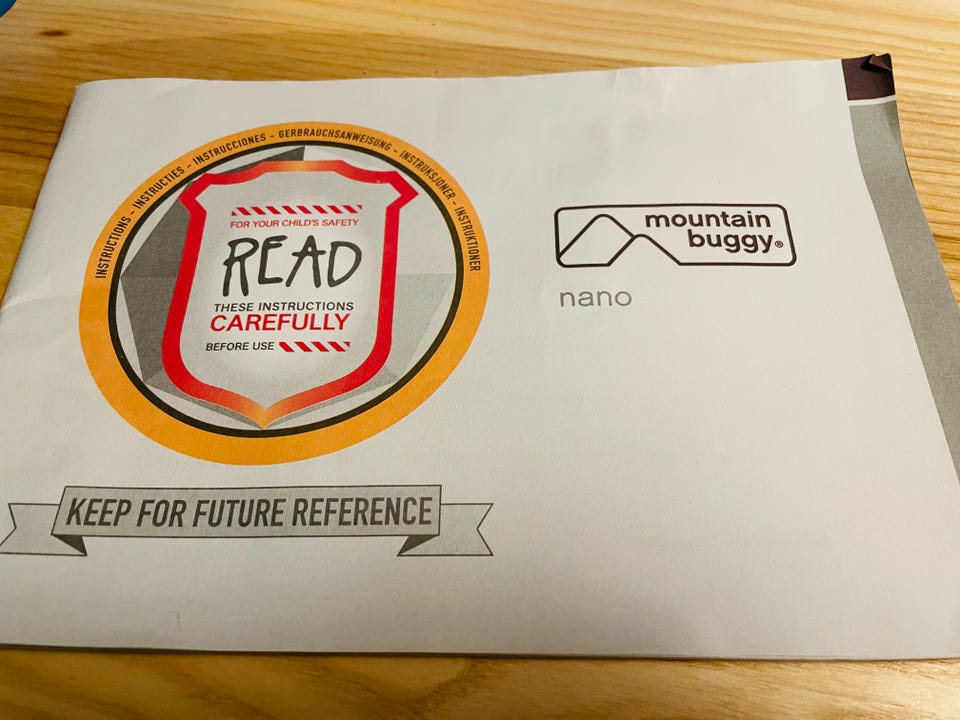 INSTRUCTIONS – INSTRUCTIES – INSTRUCCIONES – GERBRAUCHSANWEISUNG – INSTRUKSJONER – INSTRUKTIONER
FOR YOUR CHILD'S SAFETY
READ
THESE INSTRUCTIONS
CAREFULLY
BEFORE USE
KEEP FOR FUTURE REFERENCE
mountain
buggy®
nano